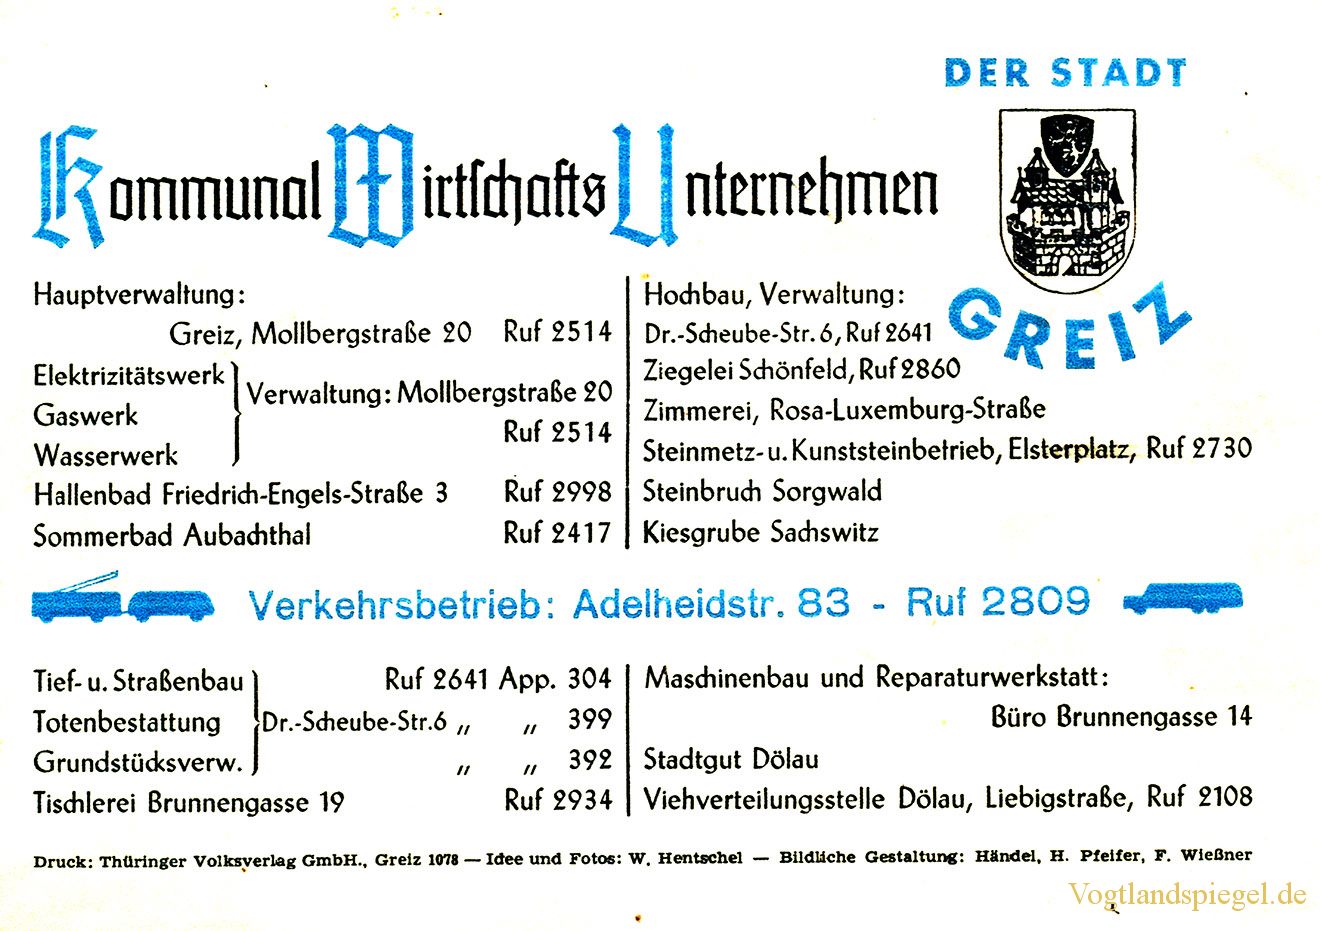 DER STADT
KommunalWirtſchaftsUnternehmen
GREIZ
Hauptverwaltung:
Greiz, Mollbergstraße 20 Ruf 2514
Elektrizitätswerk
Gaswerk
Wasserwerk
Verwaltung: Mollbergstraße 20
Ruf 2514
Hallenbad Friedrich-Engels-Straße 3 Ruf 2998
Sommerbad Aubachthal Ruf 2417
Hochbau, Verwaltung:
Dr.-Scheube-Str. 6, Ruf 2641
Ziegelei Schönfeld, Ruf 2860
Zimmerei, Rosa-Luxemburg-Straße
Steinmetz- u. Kunststeinbetrieb, Elsterplatz, Ruf 2730
Steinbruch Sorgwald
Kiesgrube Sachswitz
Verkehrsbetrieb: Adelheidstr. 83 - Ruf 2809
Tief- u. Straßenbau Ruf 2641 App. 304
Totenbestattung Dr.-Scheube-Str. 6 „ „ 399
Grundstücksverw. „ „ 392
Tischlerei Brunnengasse 19 Ruf 2934
Maschinenbau und Reparaturwerkstatt:
Büro Brunnengasse 14
Stadtgut Dölau
Viehverteilungsstelle Dölau, Liebigstraße, Ruf 2108
Druck: Thüringer Volksverlag GmbH., Greiz 1078 — Idee und Fotos: W. Hentschel — Bildliche Gestaltung: Händel, H. Pfeifer, F. Wießner
Vogtlandspiegel.de